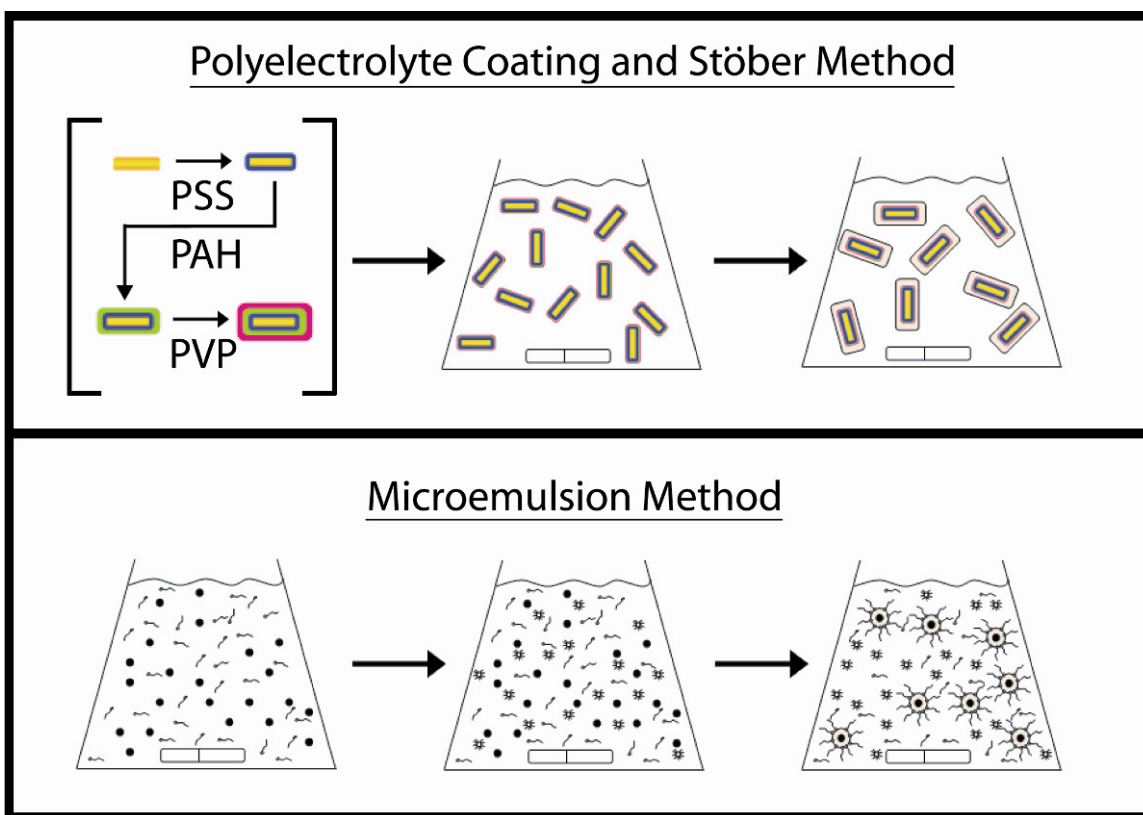 Polyelectrolyte Coating and Stöber Method
PSS
PAH
PVP
Microemulsion Method